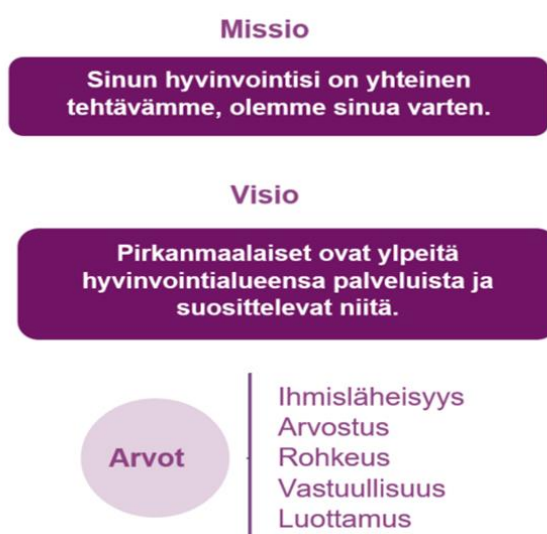 Missio
Sinun hyvinvointisi on yhteinen
tehtävämme, olemme sinua varten.
Visio
Pirkanmaalaiset ovat ylpeitä
hyvinvointialueensa palveluista ja
suosittelevat niitä.
Arvot
Ihmisläheisyys
Arvostus
Rohkeus
Vastuullisuus
Luottamus